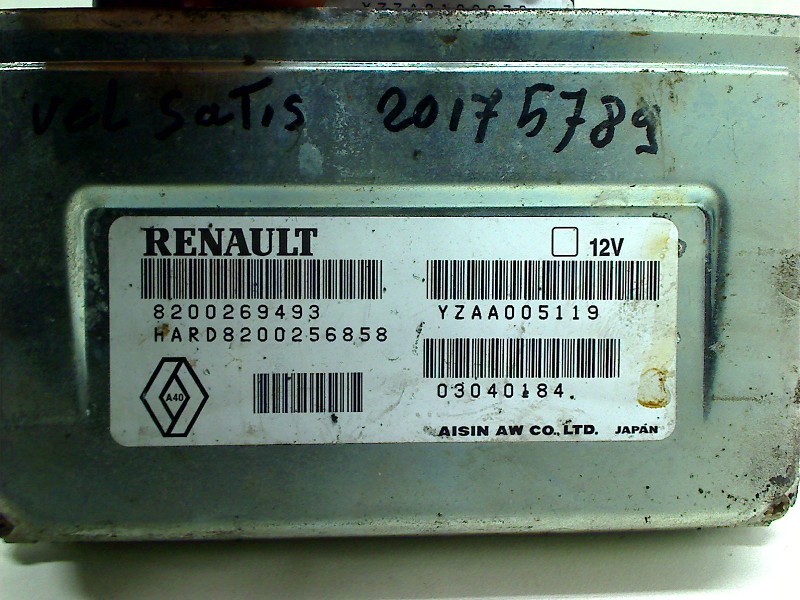 vel satis 20175789
RENAULT
12V
8200269493
YZAA005119
HARD8200256858
03040184
A40
AISIN AW CO., LTD. JAPAN